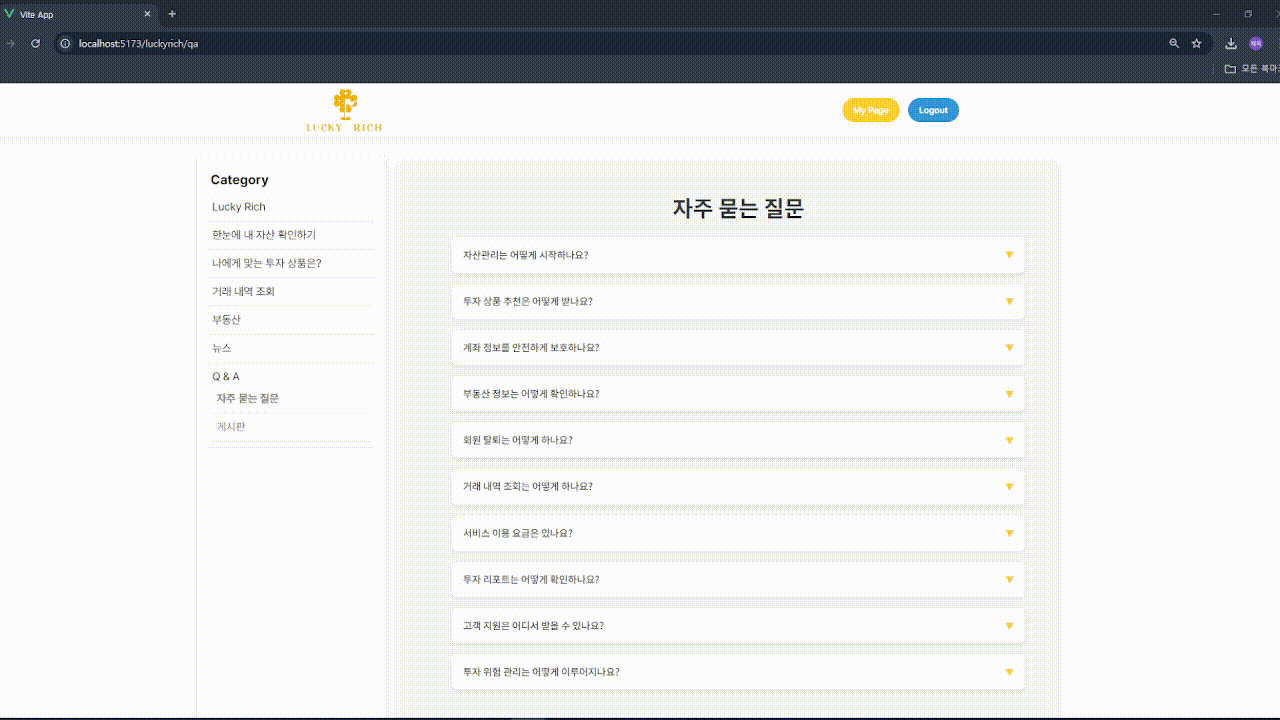 Vite App
localhost:5173/luckyrich/qa
모든 북마크
LUCKY RICH
My Page
Logout
Category
Lucky Rich
한눈에 내 자산 확인하기
나에게 맞는 투자 상품은?
거래 내역 조회
부동산
뉴스
Q & A
자주 묻는 질문
게시판
자주 묻는 질문
자산관리는 어떻게 시작하나요?
투자 상품 추천은 어떻게 받나요?
계좌 정보를 안전하게 보호하나요?
부동산 정보는 어떻게 확인하나요?
회원 탈퇴는 어떻게 하나요?
거래 내역 조회는 어떻게 하나요?
서비스 이용 요금은 있나요?
투자 리포트는 어떻게 확인하나요?
고객 지원은 어디서 받을 수 있나요?
투자 위험 관리는 어떻게 이루어지나요?